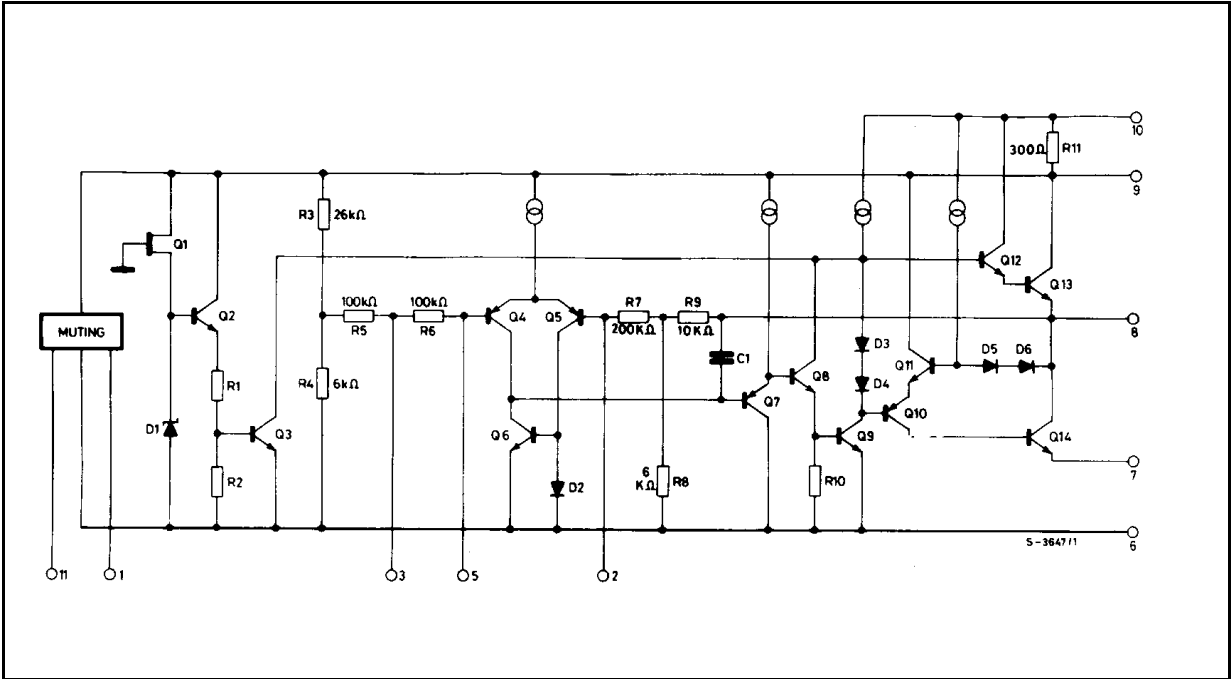 10
300Ω R11
9
R3 26kΩ
Q1
Q12
Q13
Q2
100kΩ 100kΩ
R5 R6
Q4 Q5
R7 R9
200KΩ 10KΩ
8
MUTING
D3
D5 D6
C1
Q11
Q8
R1
R4 6kΩ
D4
Q7
Q10
D1
Q3
Q6
Q9
Q14
7
R2
D2
6
KΩ R8
R10
S-3647/1
6
11 1 3 5 2